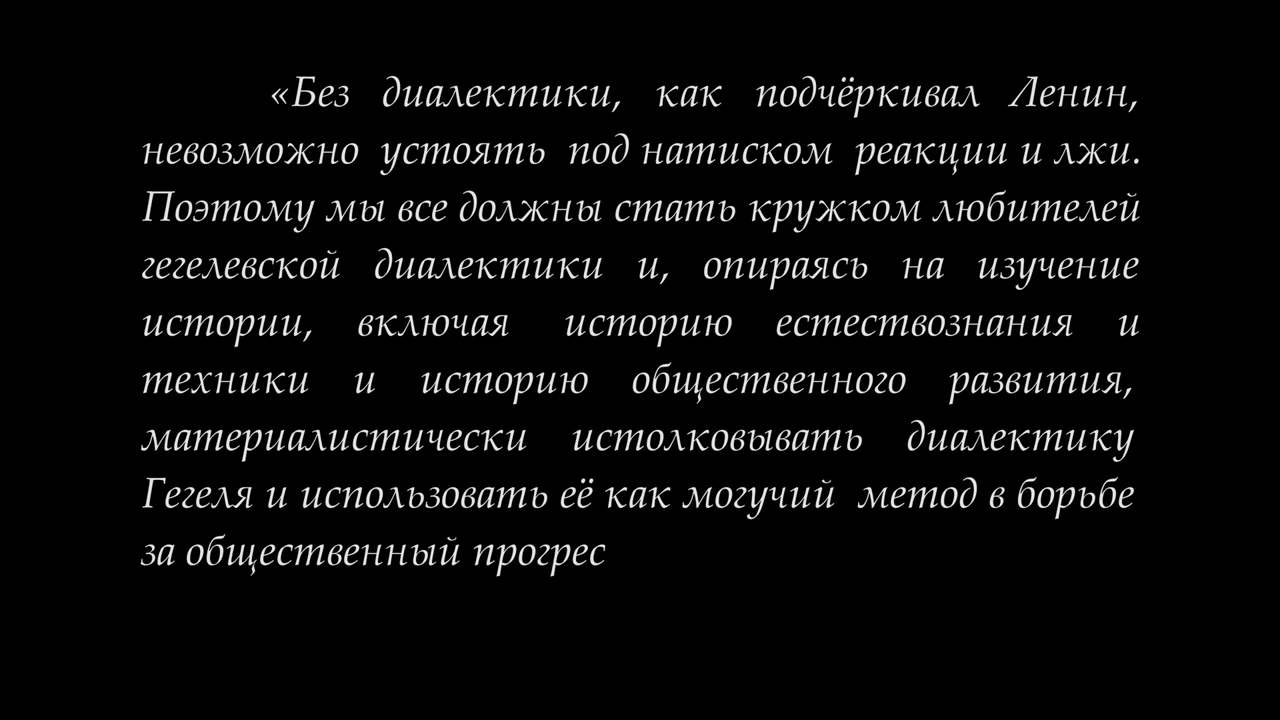 «Без диалектики, как подчёркивал Ленин,
невозможно устоять под натиском реакции и лжи.
Поэтому мы все должны стать кружком любителей
гегелевской диалектики и, опираясь на изучение
истории, включая историю естествознания и
техники и историю общественного развития,
материалистически истолковывать диалектику
Гегеля и использовать её как могучий метод в борьбе
за общественный прогрес